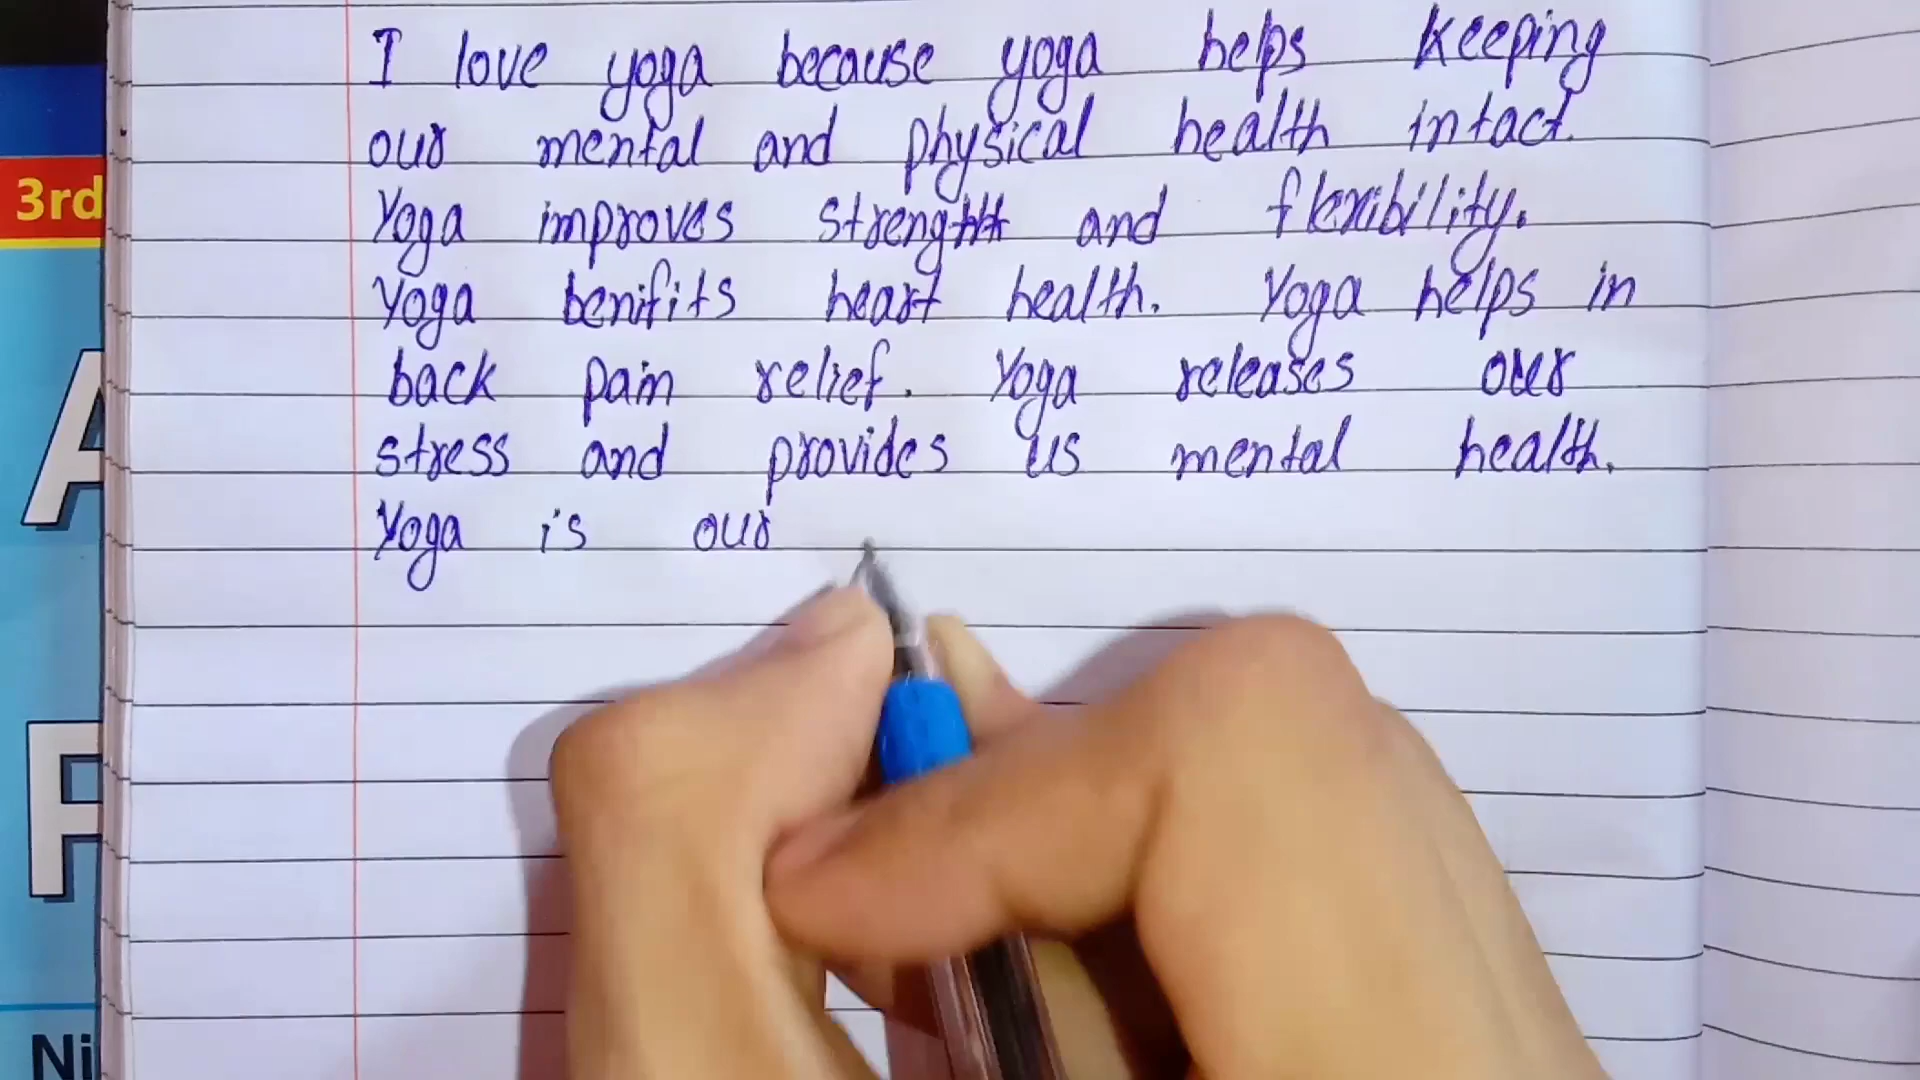 I love yoga because yoga helps keeping
our mental and physical health intact.
Yoga improves strength and flexibility.
Yoga benifits heart health. Yoga helps in
back pain relief. Yoga releases our
stress and provides us mental health.
Yoga is our
3rd
A
F
Ni